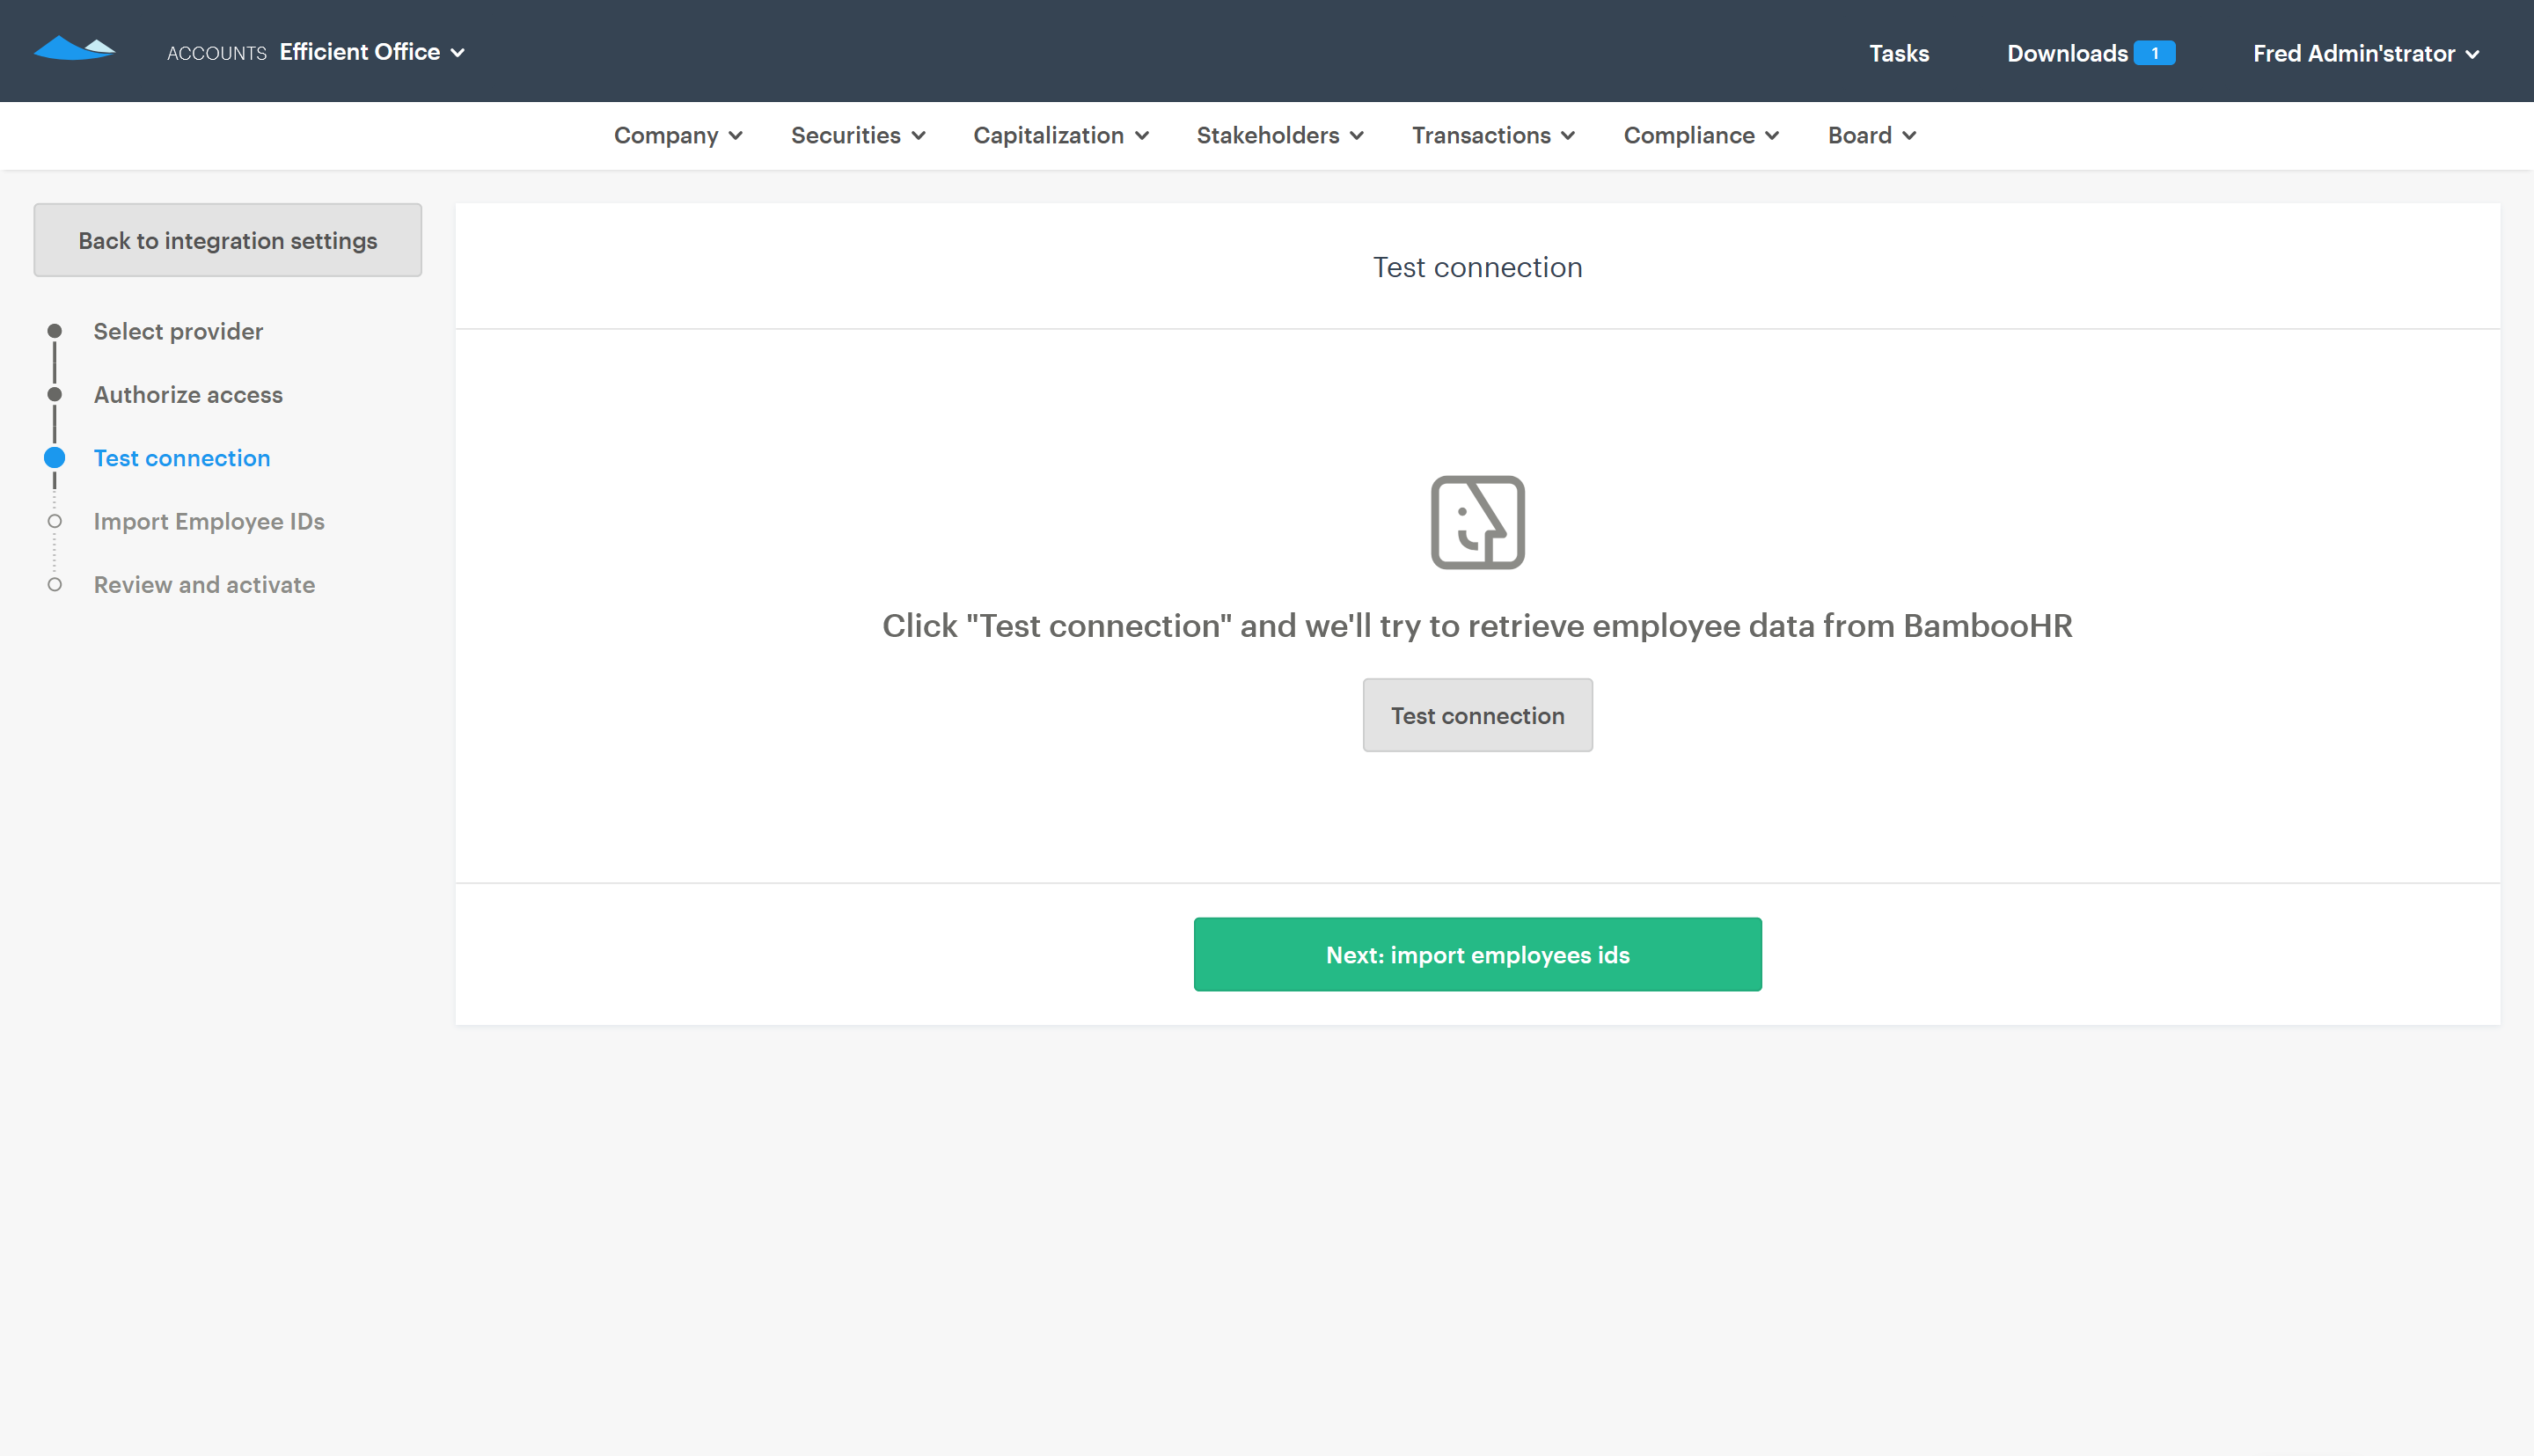 ACCOUNTS Efficient Office
Tasks
Downloads 1
Fred Admin'strator
Company
Securities
Capitalization
Stakeholders
Transactions
Compliance
Board
Back to integration settings
Select provider
Authorize access
Test connection
Import Employee IDs
Review and activate
Test connection
Click "Test connection" and we'll try to retrieve employee data from BambooHR
Test connection
Next: import employees ids